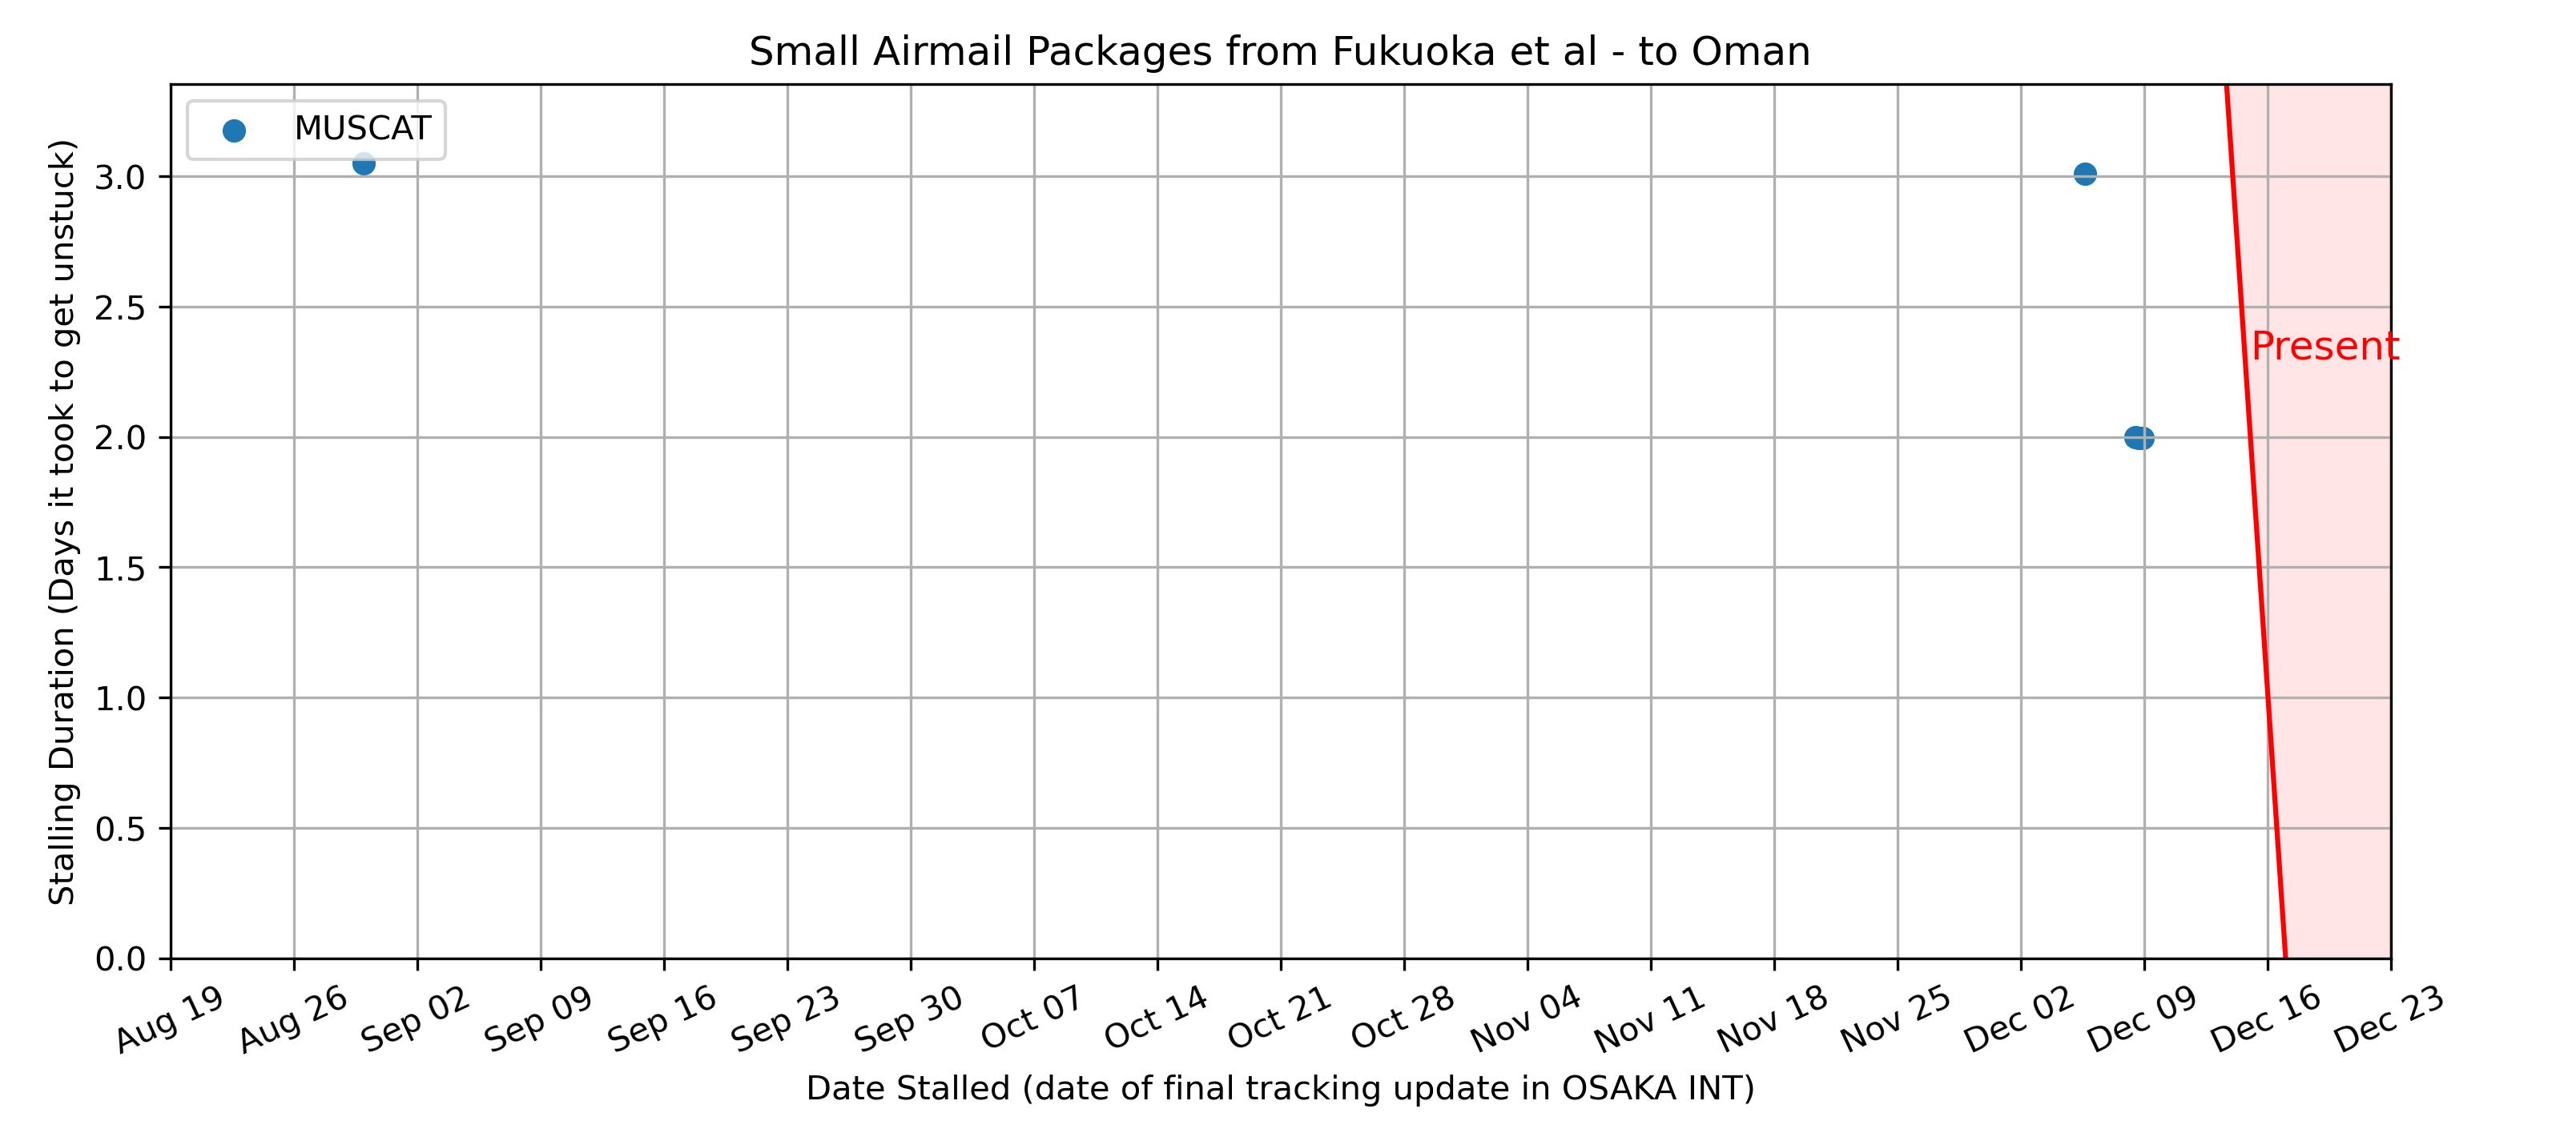 Small Airmail Packages from Fukuoka et al - to Oman
MUSCAT
Stalling Duration (Days it took to get unstuck)
3.0
2.5
2.0
1.5
1.0
0.5
0.0
Present
Aug 19 Aug 26 Sep 02 Sep 09 Sep 16 Sep 23 Sep 30 Oct 07 Oct 14 Oct 21 Oct 28 Nov 04 Nov 11 Nov 18 Nov 25 Dec 02 Dec 09 Dec 16 Dec 23
Date Stalled (date of final tracking update in OSAKA INT)